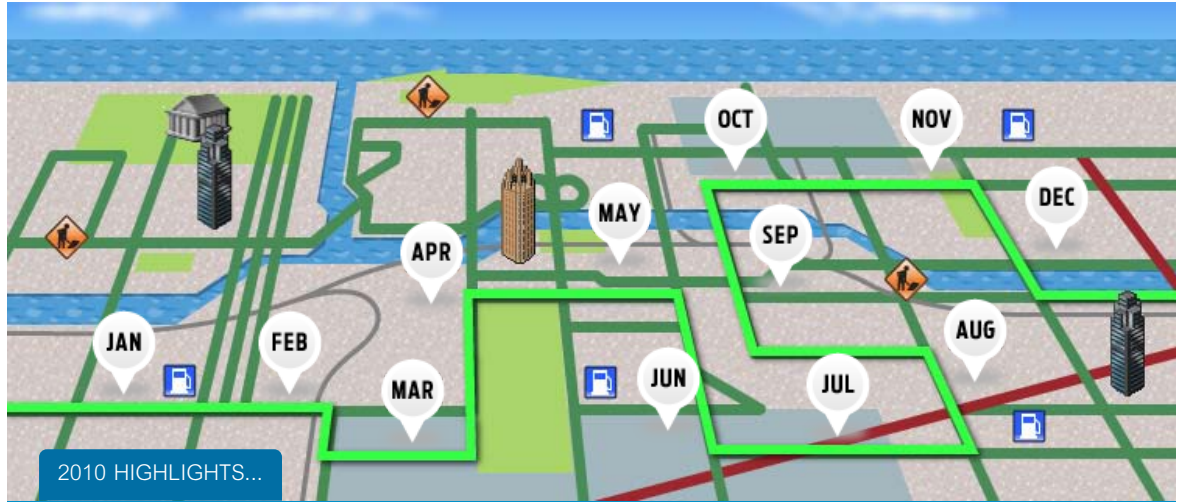 OCT
NOV
DEC
MAY
SEP
APR
JAN
FEB
AUG
MAR
JUN
JUL
2010 HIGHLIGHTS...